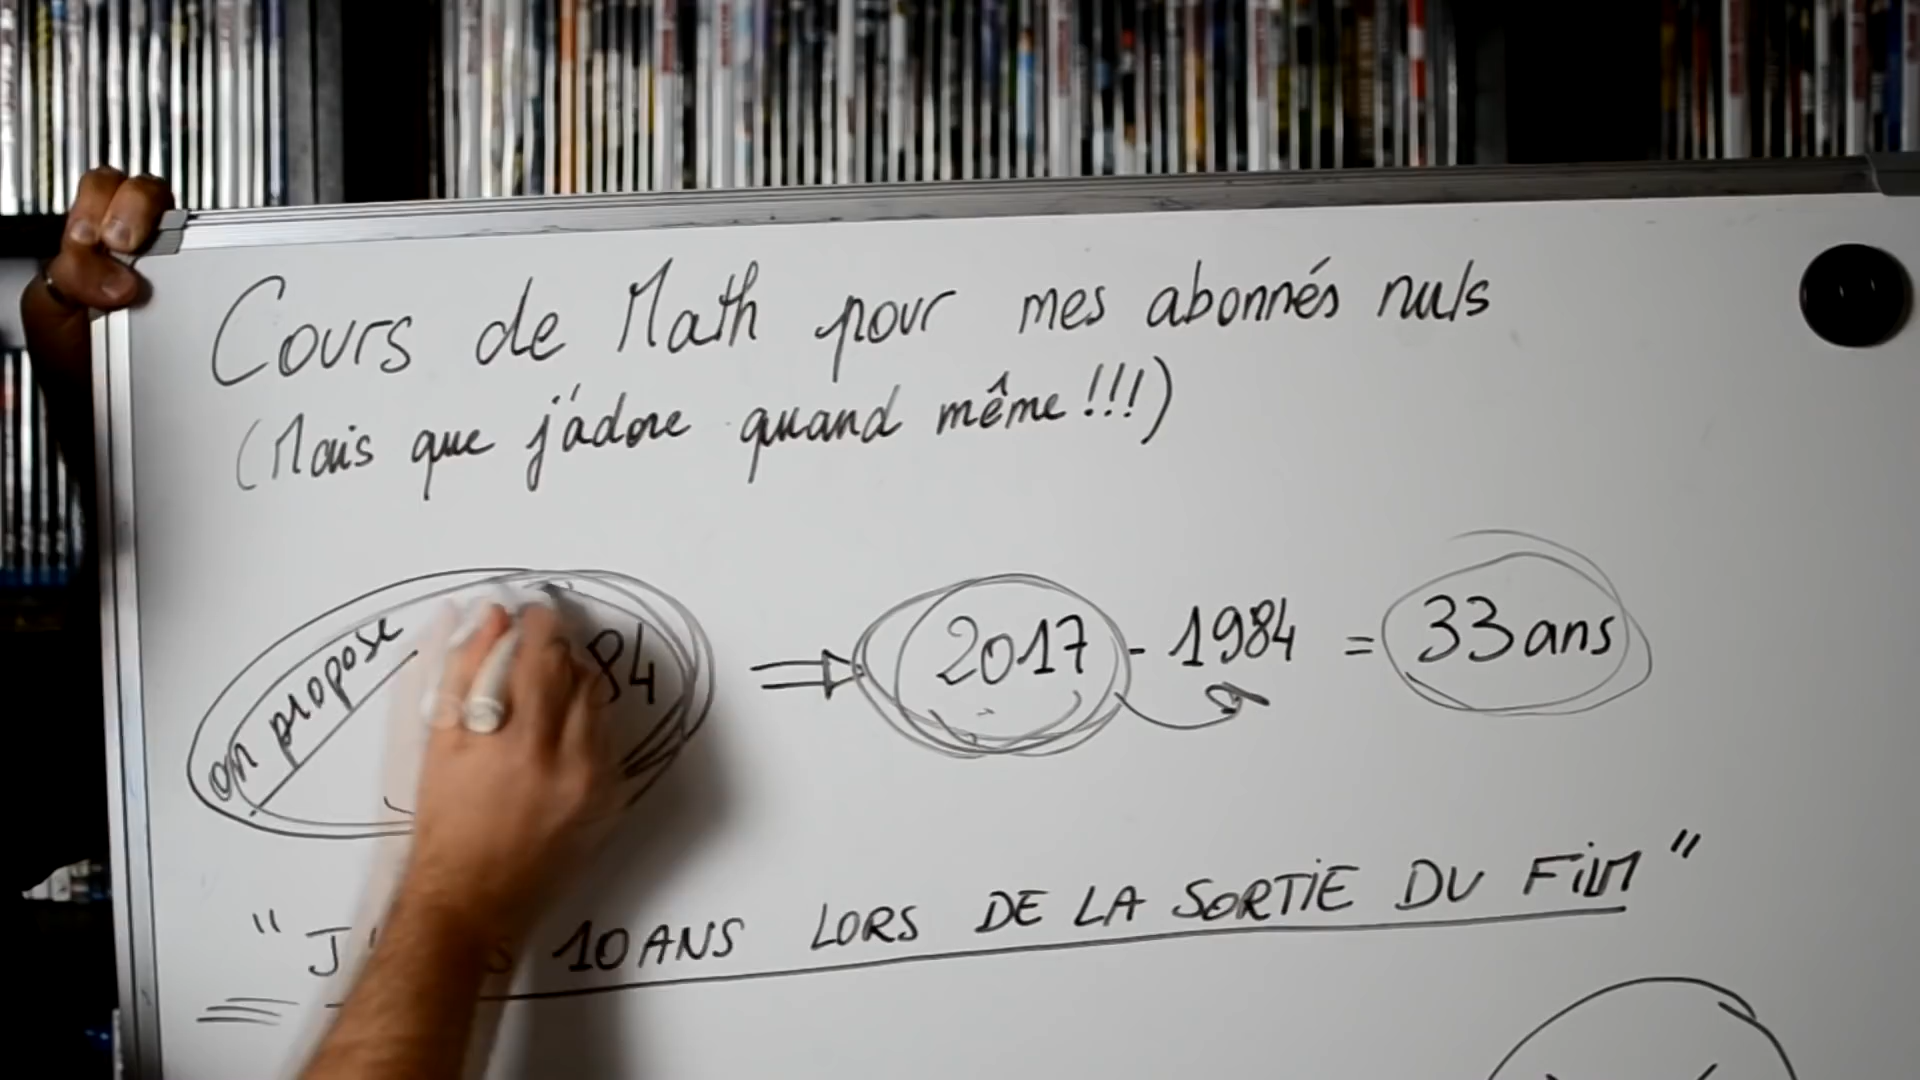 Cours de Math pour mes abonnés nuls
(Mais que j'adore quand même!!!)
on propose 84 ⇒ 2017 - 1984 = 33 ans
" 10 ANS LORS DE LA SORTIE DU FILM "